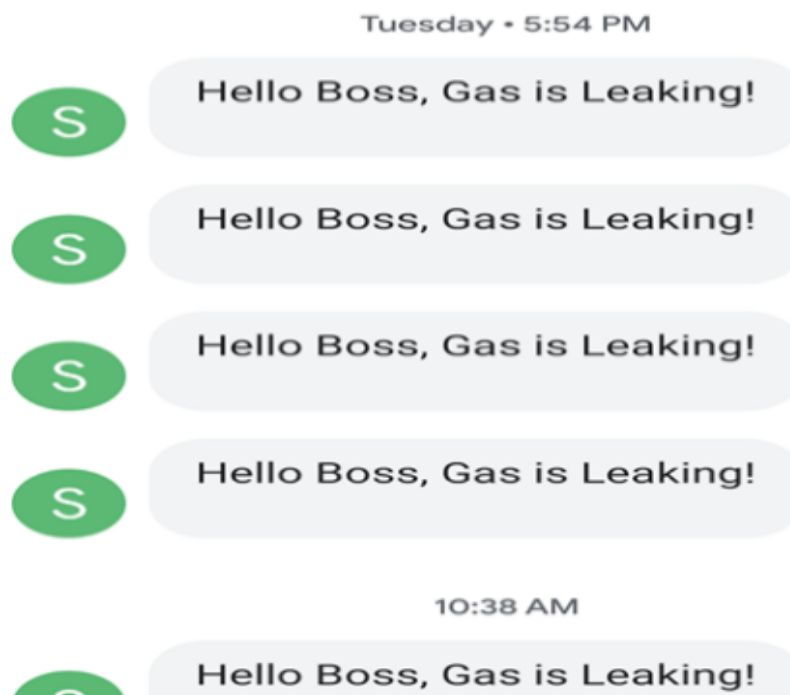 Tuesday • 5:54 PM
Hello Boss, Gas is Leaking!
S
Hello Boss, Gas is Leaking!
S
Hello Boss, Gas is Leaking!
S
Hello Boss, Gas is Leaking!
S
10:38 AM
Hello Boss, Gas is Leaking!